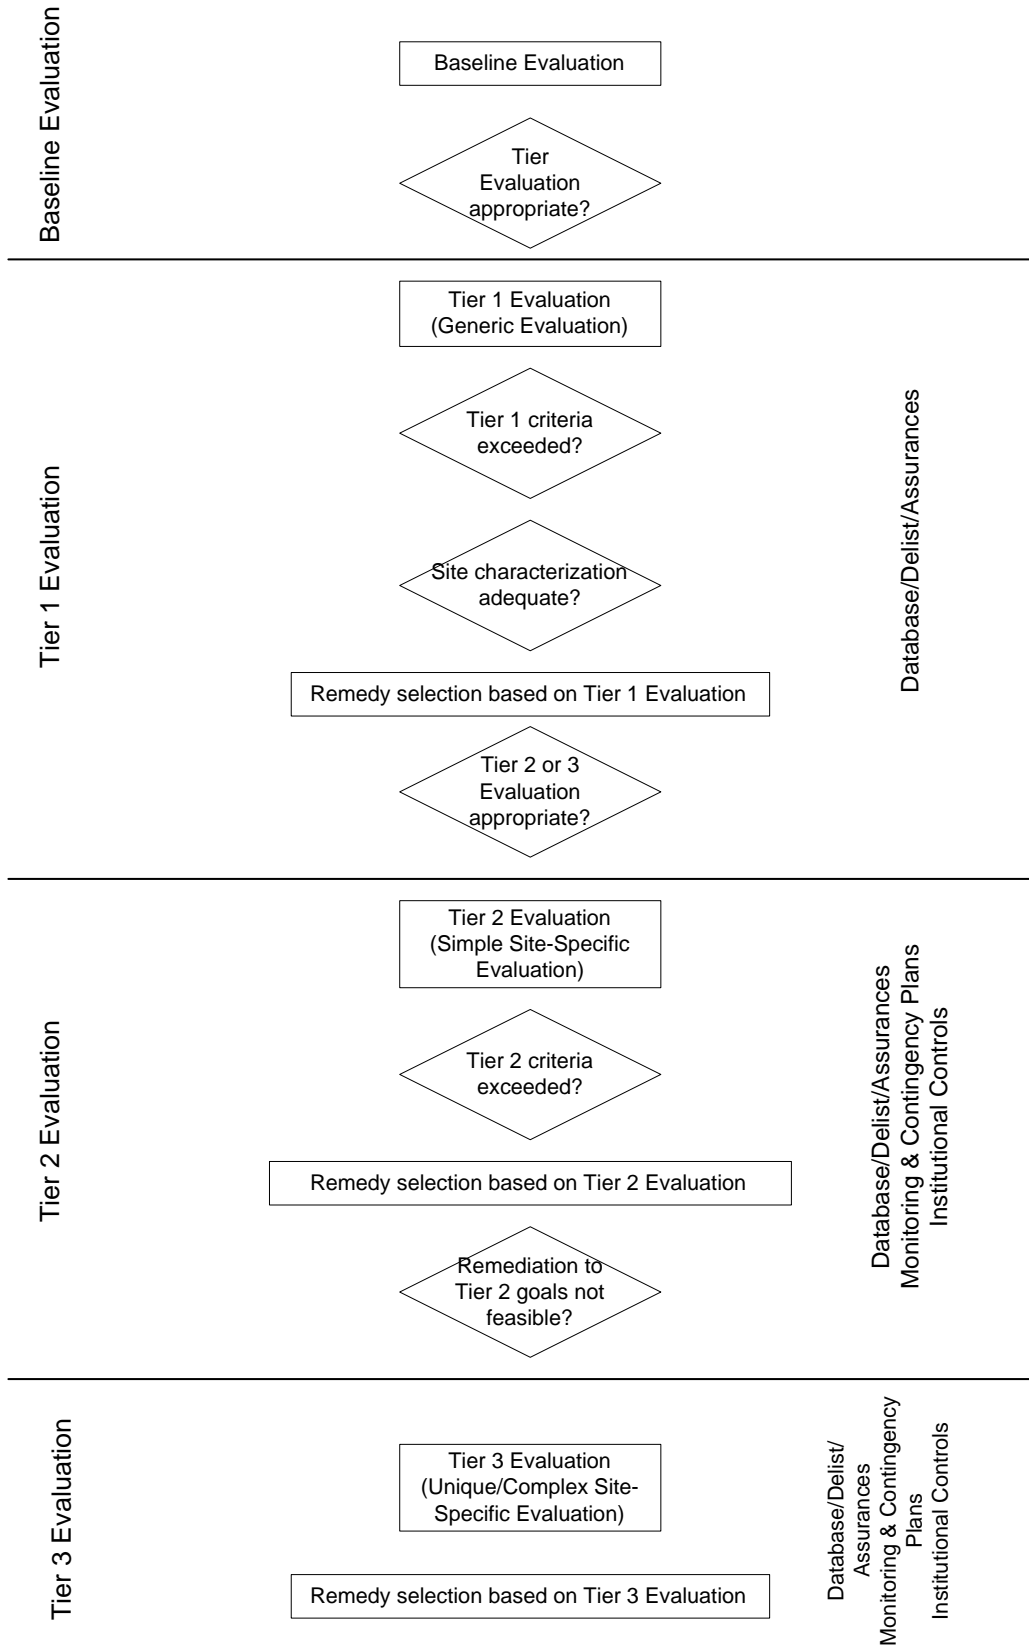 Baseline Evaluation
Baseline Evaluation
Tier
Evaluation
appropriate?
Tier 1 Evaluation
Tier 1 Evaluation
(Generic Evaluation)
Tier 1 criteria
exceeded?
Site characterization
adequate?
Remedy selection based on Tier 1 Evaluation
Tier 2 or 3
Evaluation
appropriate?
Database/Delist/Assurances
Tier 2 Evaluation
Tier 2 Evaluation
(Simple Site-Specific
Evaluation)
Tier 2 criteria
exceeded?
Remedy selection based on Tier 2 Evaluation
Remediation to
Tier 2 goals not
feasible?
Database/Delist/Assurances
Monitoring & Contingency Plans
Institutional Controls
Tier 3 Evaluation
Tier 3 Evaluation
(Unique/Complex Site-
Specific Evaluation)
Remedy selection based on Tier 3 Evaluation
Database/Delist/
Assurances
Monitoring & Contingency
Plans
Institutional Controls